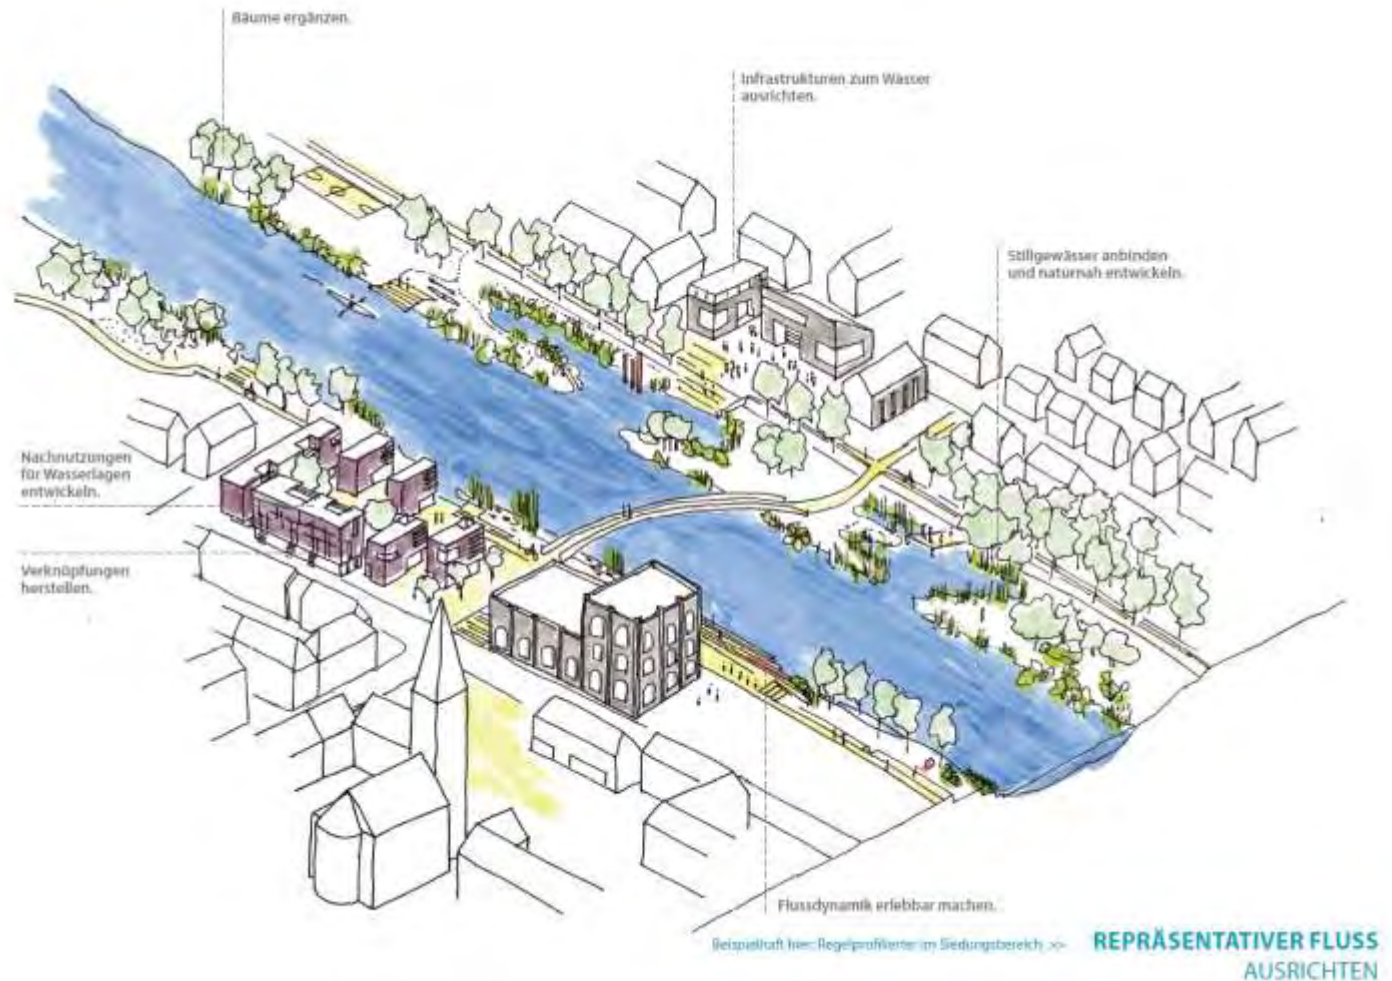 Bäume ergänzen.
Infrastrukturen zum Wasser
ausrichten.
Stillgewässer anbinden
und naturnah entwickeln.
Nachnutzungen
für Wasserlagen
entwickeln.
Verknüpfungen
herstellen.
Flussdynamik erlebbar machen.
Beispielhaft hier: Regelprofilierter im Siedungsbereich >>
REPRÄSENTATIVER FLUSS
AUSRICHTEN